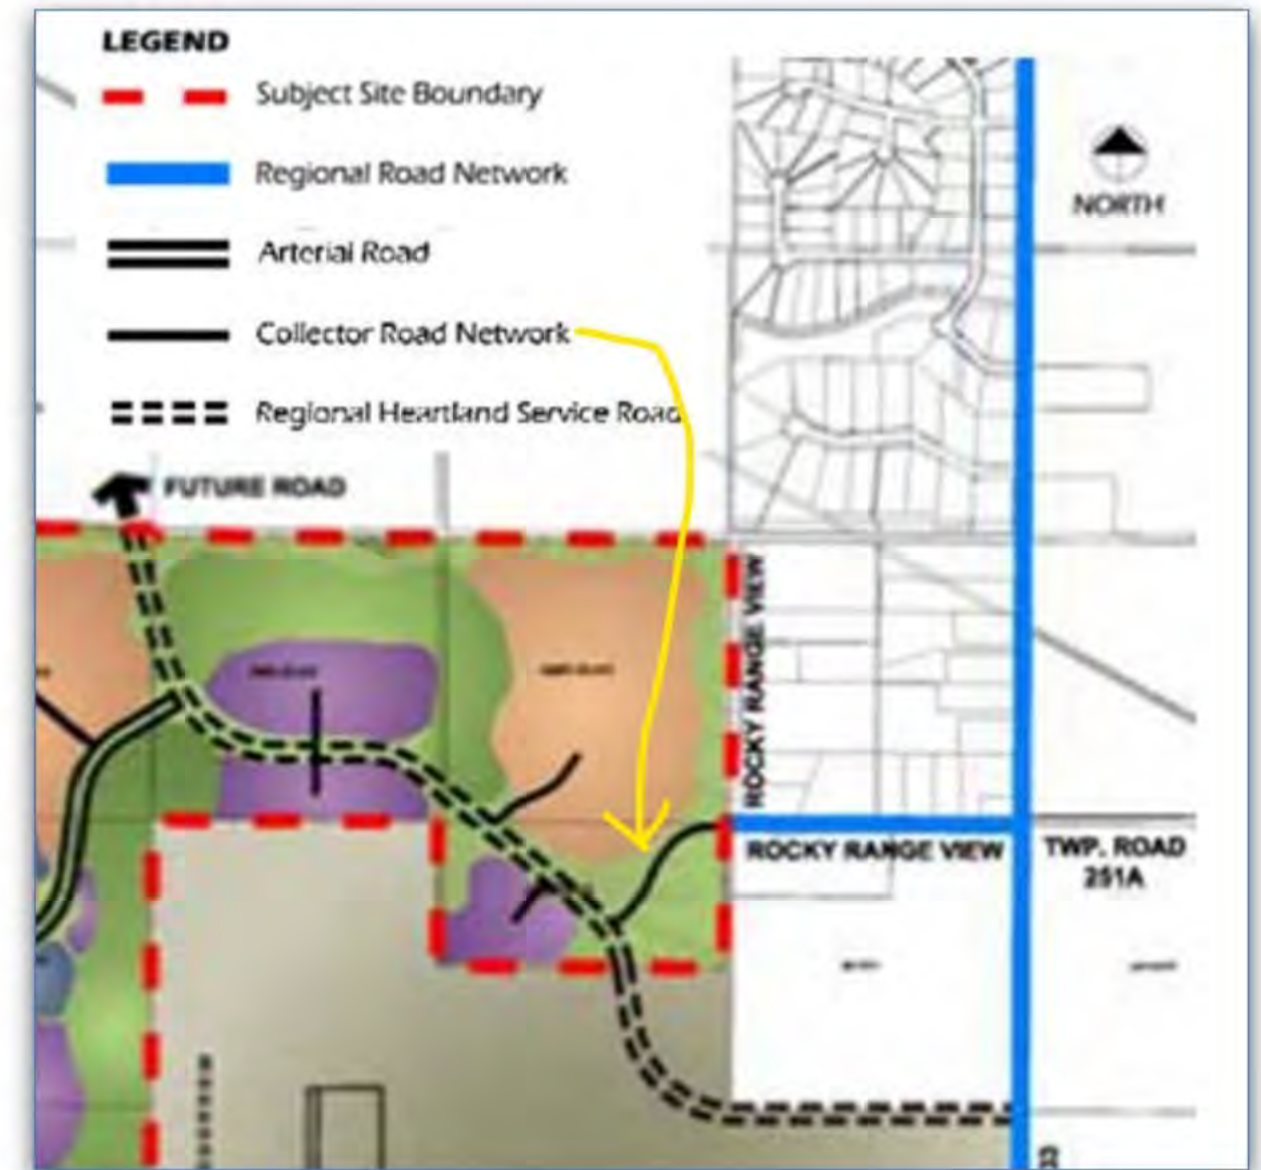 LEGEND
Subject Site Boundary
Regional Road Network
Arterial Road
Collector Road Network
Regional Heartland Service Road
NORTH
FUTURE ROAD
ROCKY RANGE VIEW
ROCKY RANGE VIEW
TWP. ROAD
251A
33